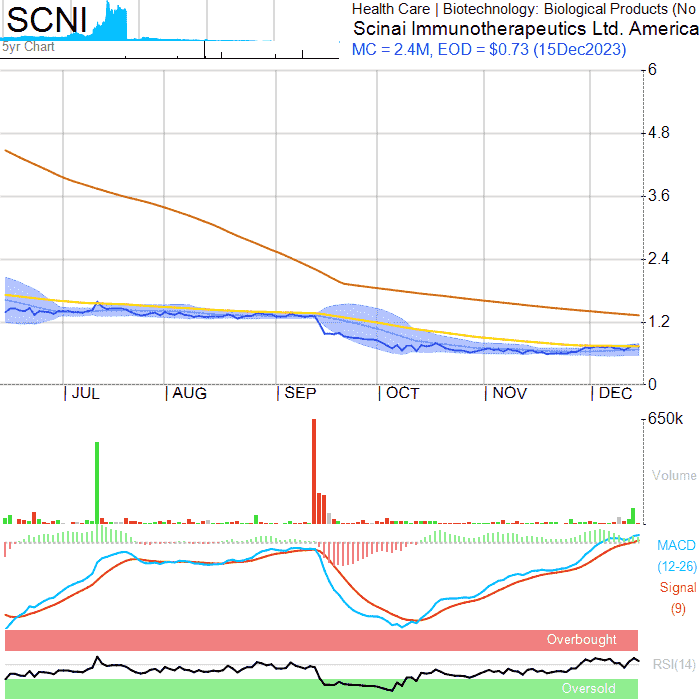 SCNI
Health Care | Biotechnology: Biological Products (No
Scinai Immunotherapeutics Ltd. America
5yr Chart
MC = 2.4M, EOD = $0.73 (15Dec2023)
6
4.8
3.6
2.4
1.2
0
JUL
AUG
SEP
OCT
NOV
DEC
650k
Volume
MACD
(12-26)
Signal
(9)
Overbought
RSI(14)
Oversold